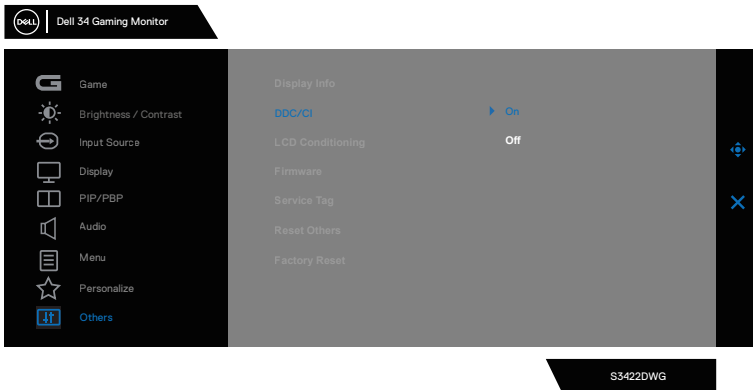 DELL Dell 34 Gaming Monitor
Game
Brightness / Contrast
Input Source
Display
PIP/PBP
Audio
Menu
Personalize
Others
Display Info
DDC/CI On
Off
LCD Conditioning
Firmware
Service Tag
Reset Others
Factory Reset
S3422DWG